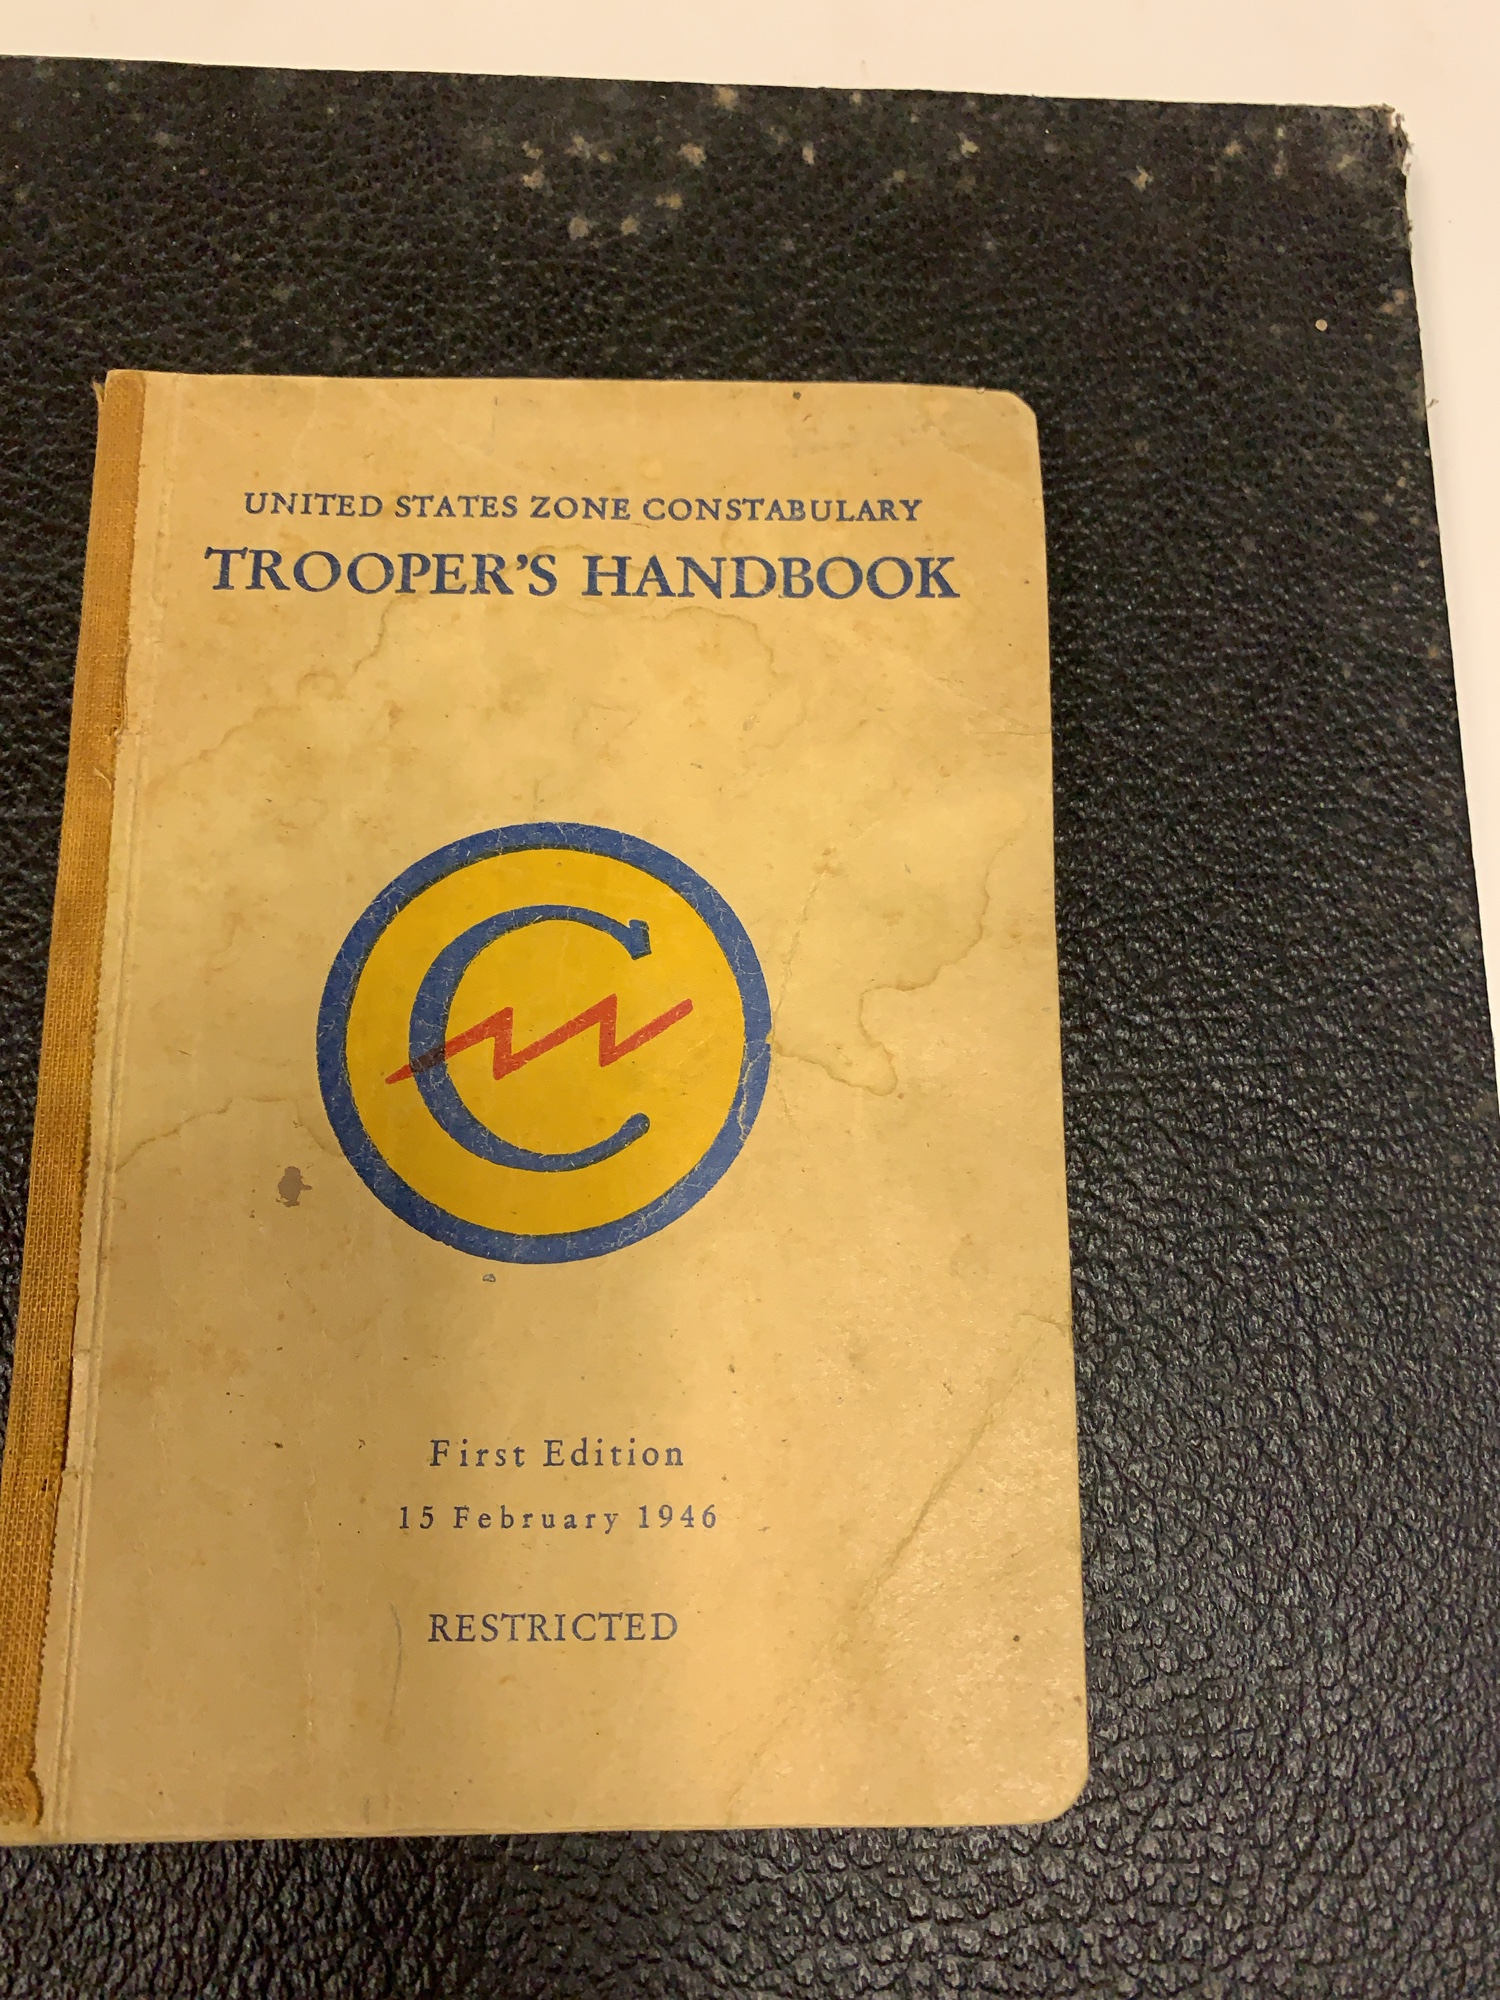 UNITED STATES ZONE CONSTABULARY
TROOPER'S HANDBOOK
C
First Edition
15 February 1946
RESTRICTED